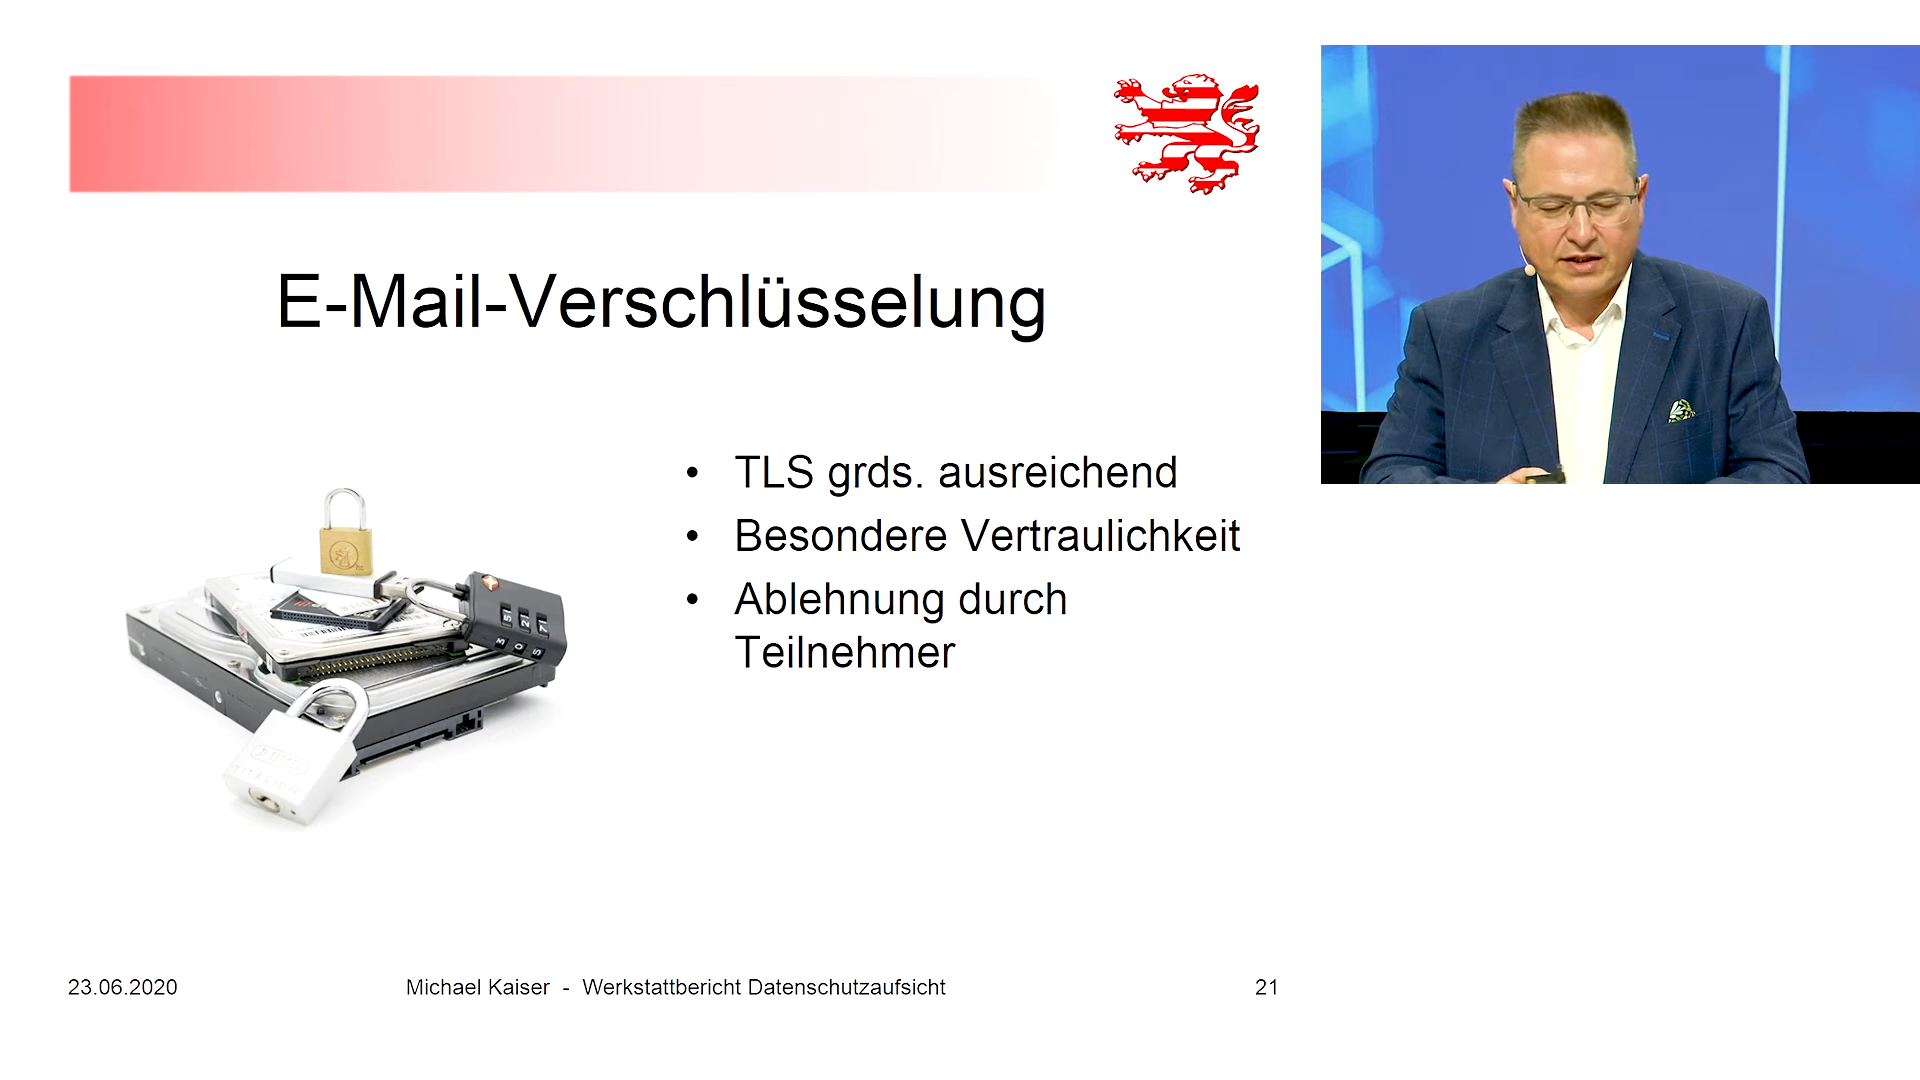 E-Mail-Verschlüsselung
• TLS grds. ausreichend
• Besondere Vertraulichkeit
• Ablehnung durch
Teilnehmer
23.06.2020
Michael Kaiser - Werkstattbericht Datenschutzaufsicht
21